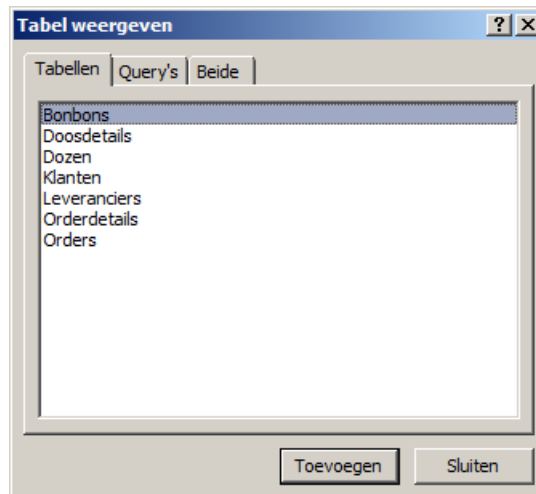 Tabel weergeven
Tabellen Query's Beide
Bonbons
Doosdetails
Dozen
Klanten
Leveranciers
Orderdetails
Orders
Toevoegen Sluiten